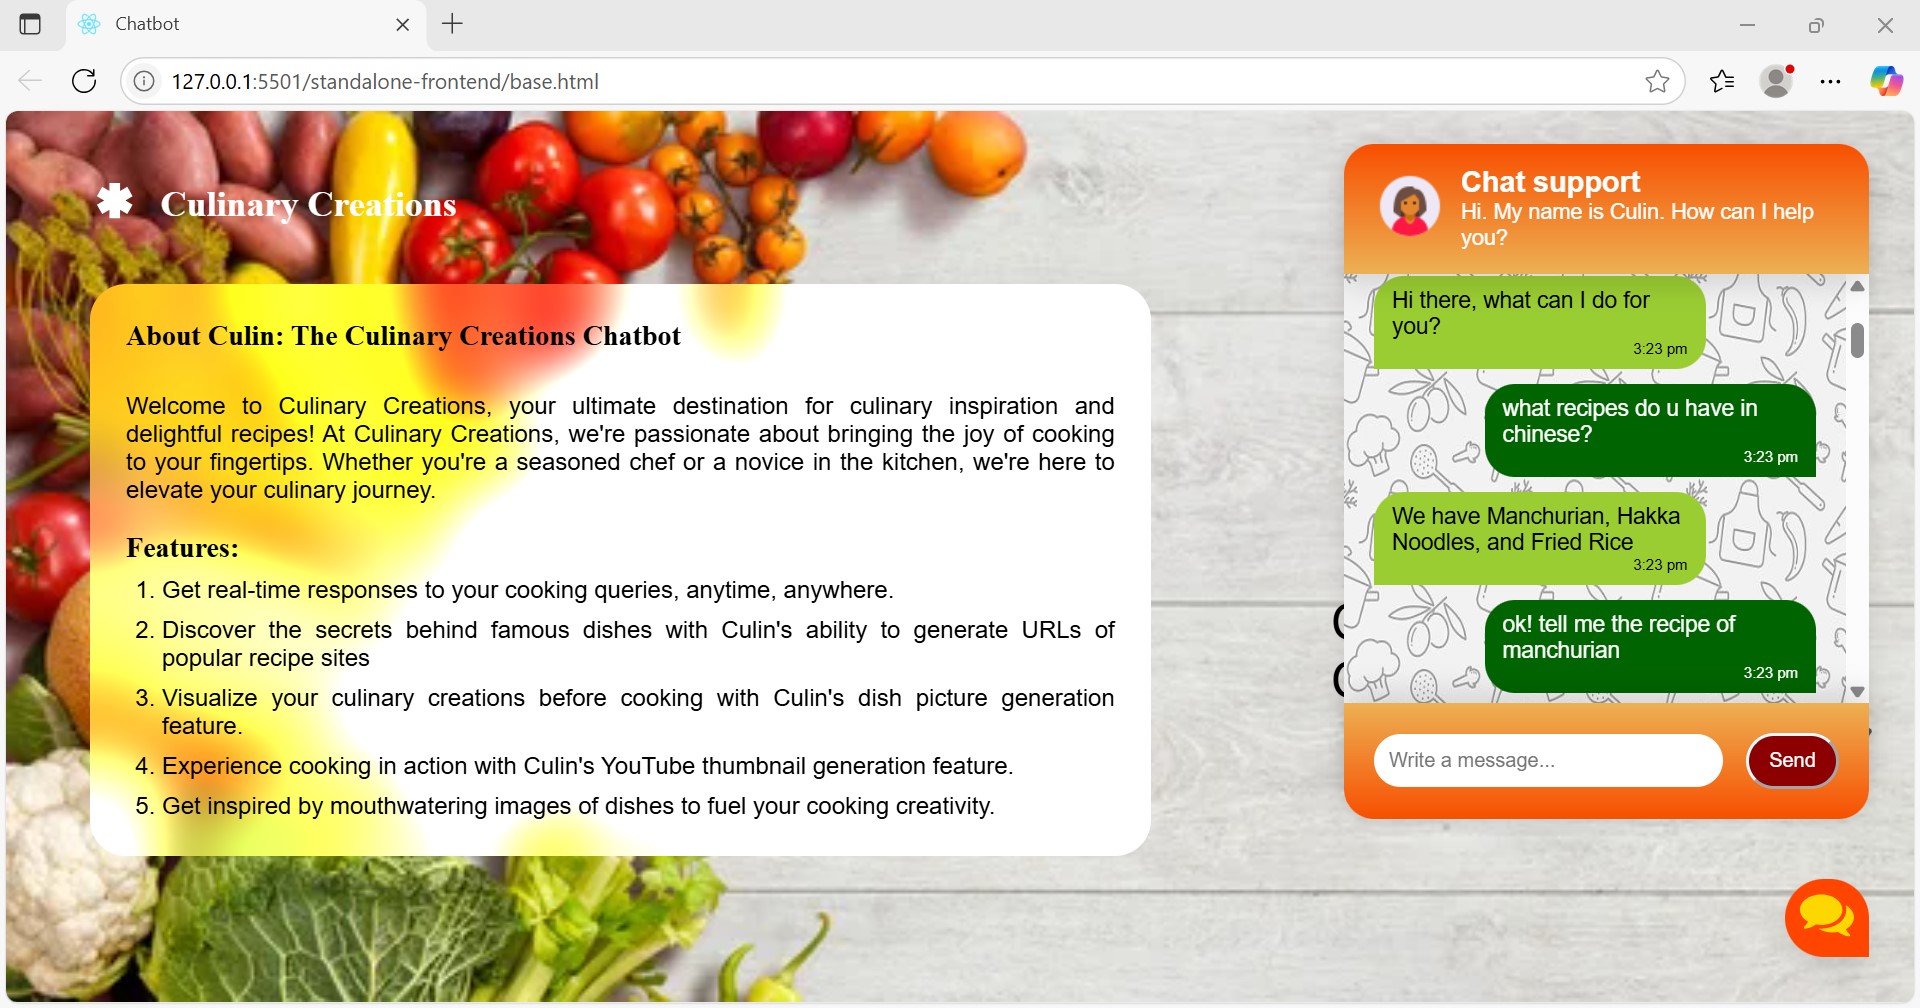 Chatbot
127.0.0.1:5501/standalone-frontend/base.html
Culinary Creations
About Culin: The Culinary Creations Chatbot
Welcome to Culinary Creations, your ultimate destination for culinary inspiration and
delightful recipes! At Culinary Creations, we're passionate about bringing the joy of cooking
to your fingertips. Whether you're a seasoned chef or a novice in the kitchen, we're here to
elevate your culinary journey.
Features:
1. Get real-time responses to your cooking queries, anytime, anywhere.
2. Discover the secrets behind famous dishes with Culin's ability to generate URLs of
popular recipe sites
3. Visualize your culinary creations before cooking with Culin's dish picture generation
feature.
4. Experience cooking in action with Culin's YouTube thumbnail generation feature.
5. Get inspired by mouthwatering images of dishes to fuel your cooking creativity.
Chat support
Hi. My name is Culin. How can I help
you?
Hi there, what can I do for
you?
3:23 pm
what recipes do u have in
chinese?
3:23 pm
We have Manchurian, Hakka
Noodles, and Fried Rice
3:23 pm
ok! tell me the recipe of
manchurian
3:23 pm
Write a message...
Send